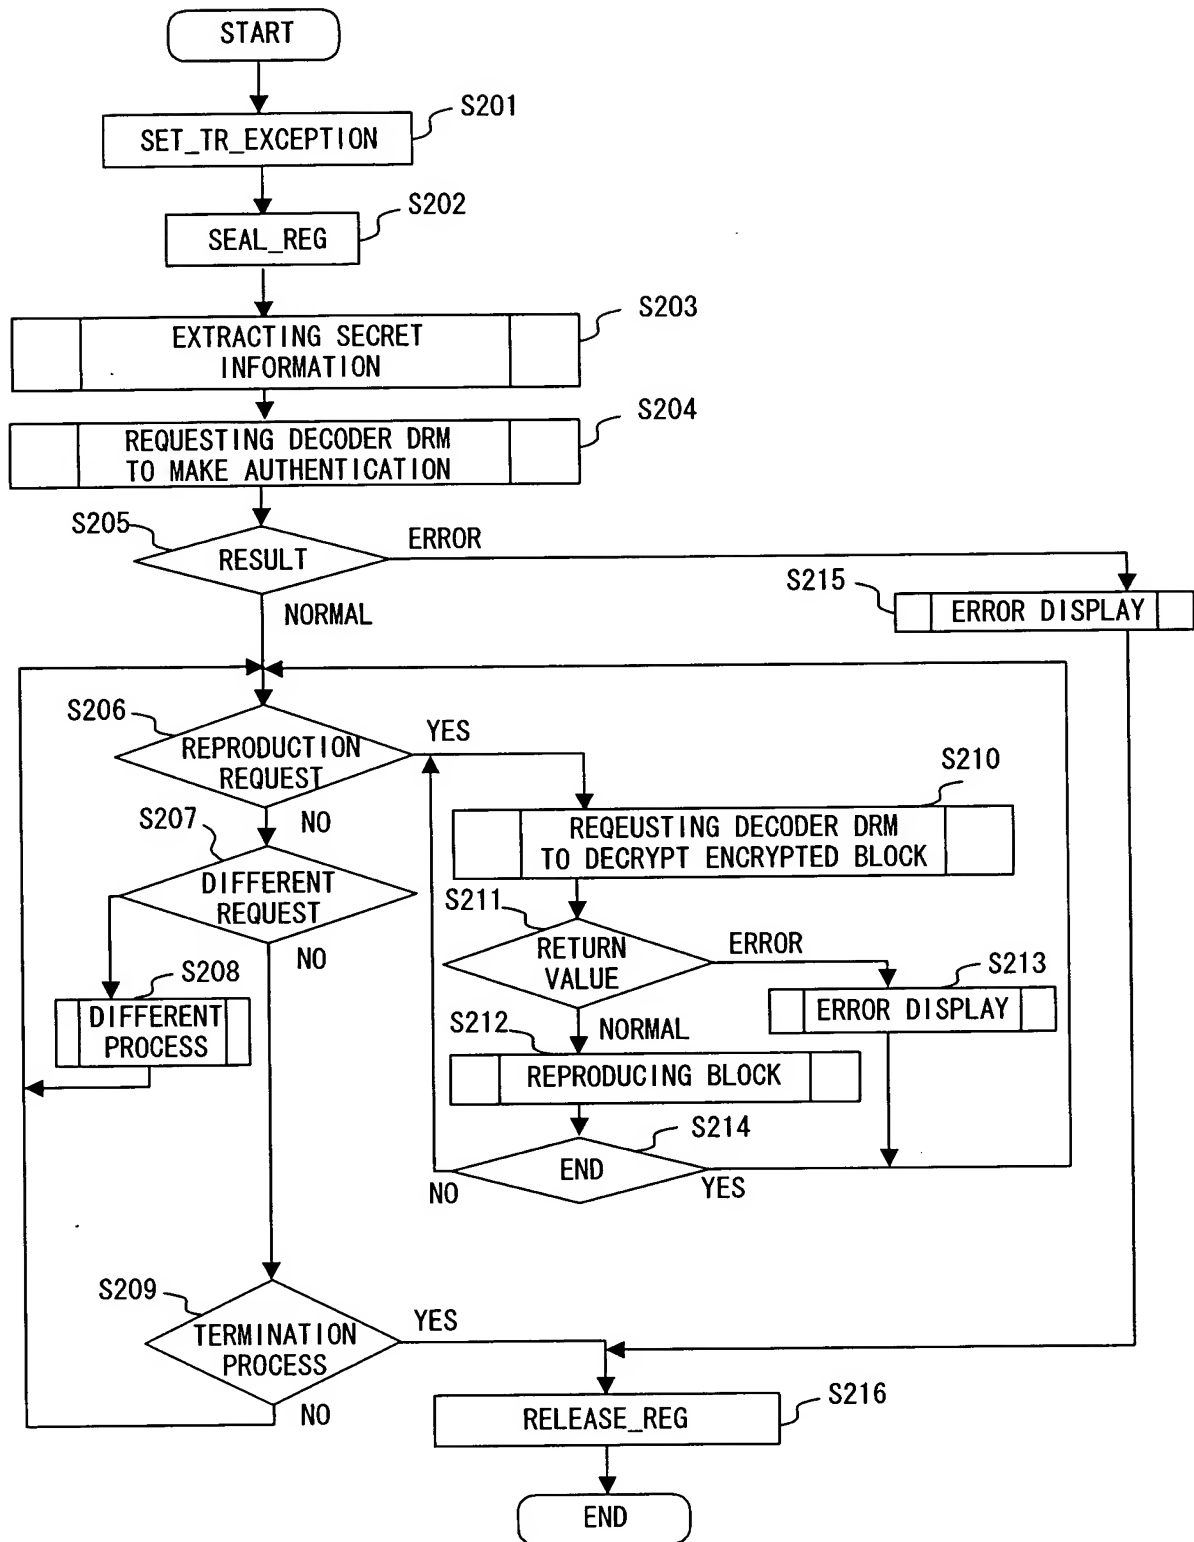 START
S201
SET_TR_EXCEPTION
S202
SEAL_REG
S203
EXTRACTING SECRET
INFORMATION
S204
REQUESTING DECODER DRM
TO MAKE AUTHENTICATION
S205
RESULT
ERROR
NORMAL
S215
ERROR DISPLAY
S206
REPRODUCTION
REQUEST
YES
NO
S210
REQEUSTING DECODER DRM
TO DECRYPT ENCRYPTED BLOCK
S207
DIFFERENT
REQUEST
NO
S211
RETURN
VALUE
ERROR
NORMAL
S208
DIFFERENT
PROCESS
S213
ERROR DISPLAY
S212
REPRODUCING BLOCK
S214
END
NO
YES
S209
TERMINATION
PROCESS
YES
NO
S216
RELEASE_REG
END